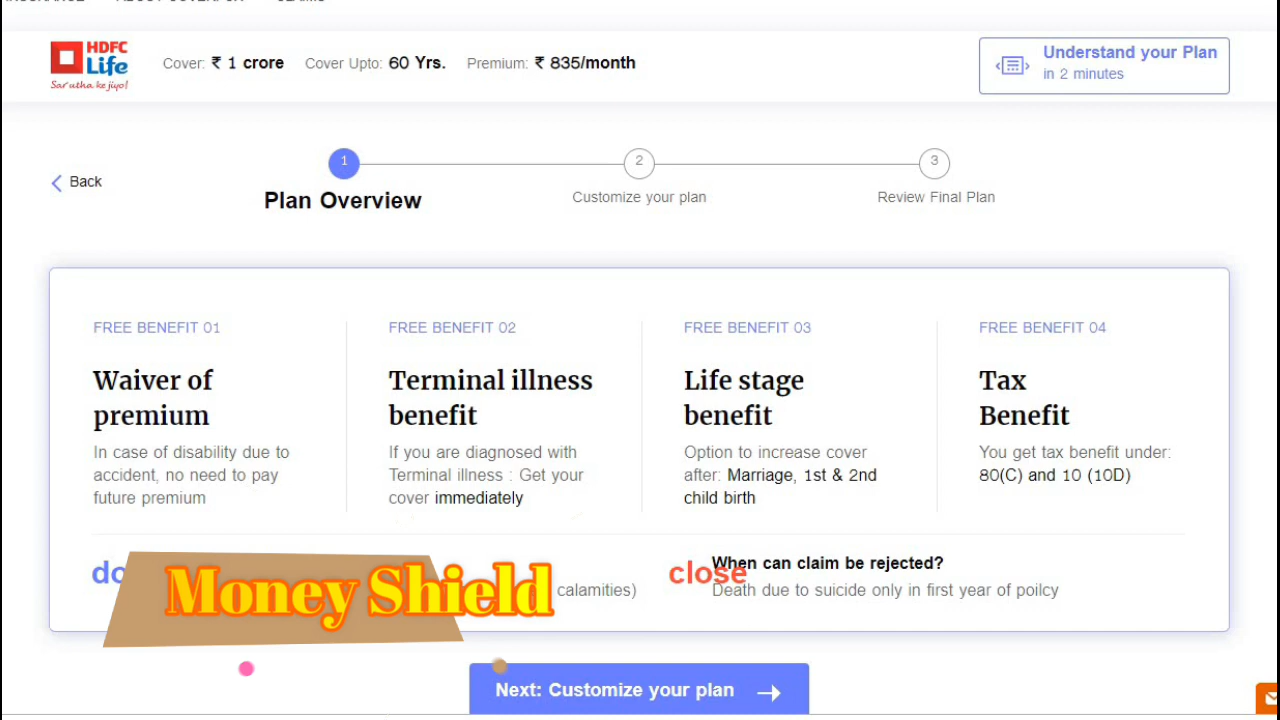 HDFC
Life
Sar utha ke jiyo!
Cover: ₹ 1 crore Cover Upto: 60 Yrs. Premium: ₹ 835/month
Understand your Plan
in 2 minutes
Back
1
2
3
Plan Overview
Customize your plan
Review Final Plan
FREE BENEFIT 01
Waiver of
premium
In case of disability due to
accident, no need to pay
future premium
FREE BENEFIT 02
Terminal illness
benefit
If you are diagnosed with
Terminal illness : Get your
cover immediately
FREE BENEFIT 03
Life stage
benefit
Option to increase cover
after: Marriage, 1st & 2nd
child birth
FREE BENEFIT 04
Tax
Benefit
You get tax benefit under:
80(C) and 10 (10D)
Money Shield
calamities)
close
When can claim be rejected?
Death due to suicide only in first year of poilcy
Next: Customize your plan